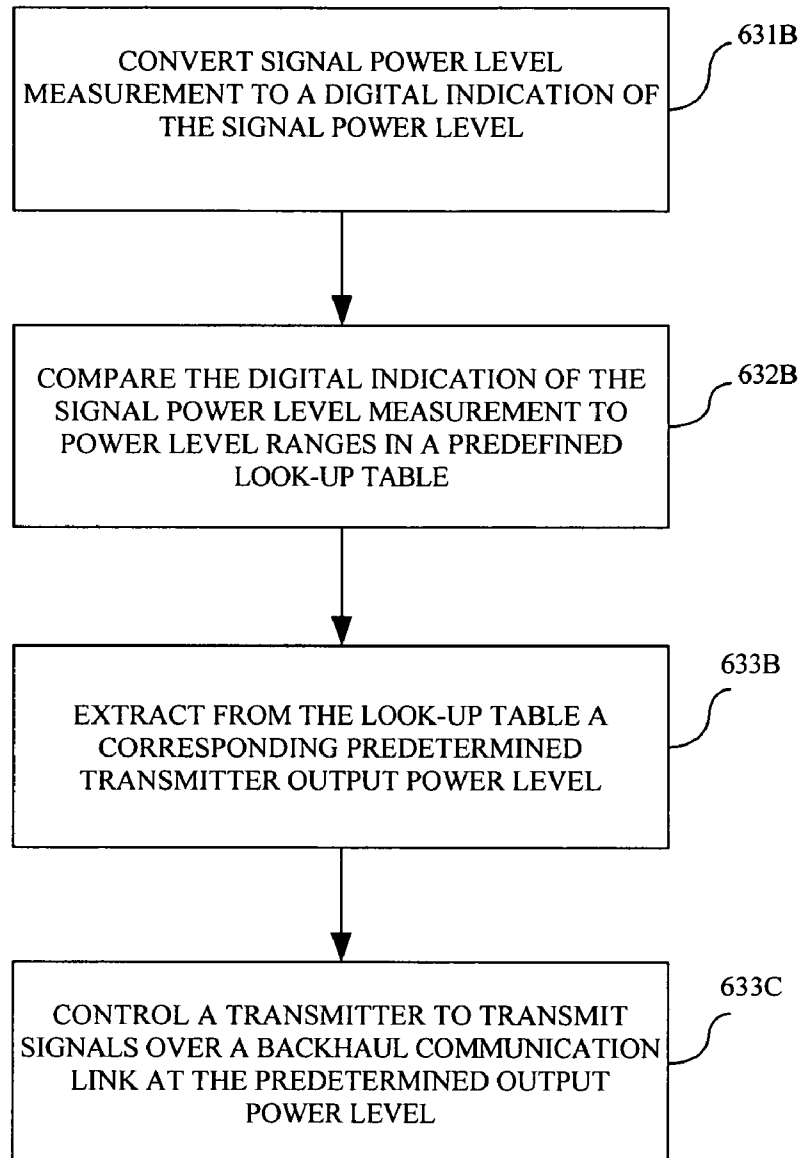 631B
CONVERT SIGNAL POWER LEVEL
MEASUREMENT TO A DIGITAL INDICATION OF
THE SIGNAL POWER LEVEL
632B
COMPARE THE DIGITAL INDICATION OF THE
SIGNAL POWER LEVEL MEASUREMENT TO
POWER LEVEL RANGES IN A PREDEFINED
LOOK-UP TABLE
633B
EXTRACT FROM THE LOOK-UP TABLE A
CORRESPONDING PREDETERMINED
TRANSMITTER OUTPUT POWER LEVEL
633C
CONTROL A TRANSMITTER TO TRANSMIT
SIGNALS OVER A BACKHAUL COMMUNICATION
LINK AT THE PREDETERMINED OUTPUT
POWER LEVEL